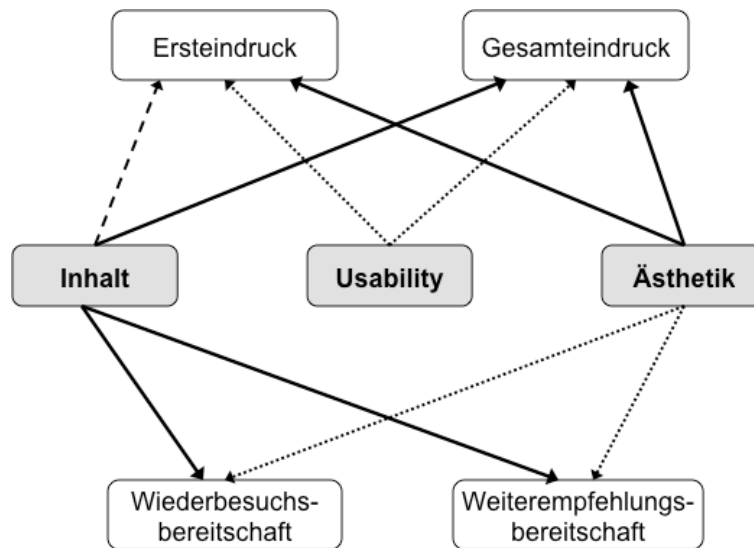 Ersteindruck
Gesamteindruck
Inhalt
Usability
Ästhetik
Wiederbesuchs-
bereitschaft
Weiterempfehlungs-
bereitschaft